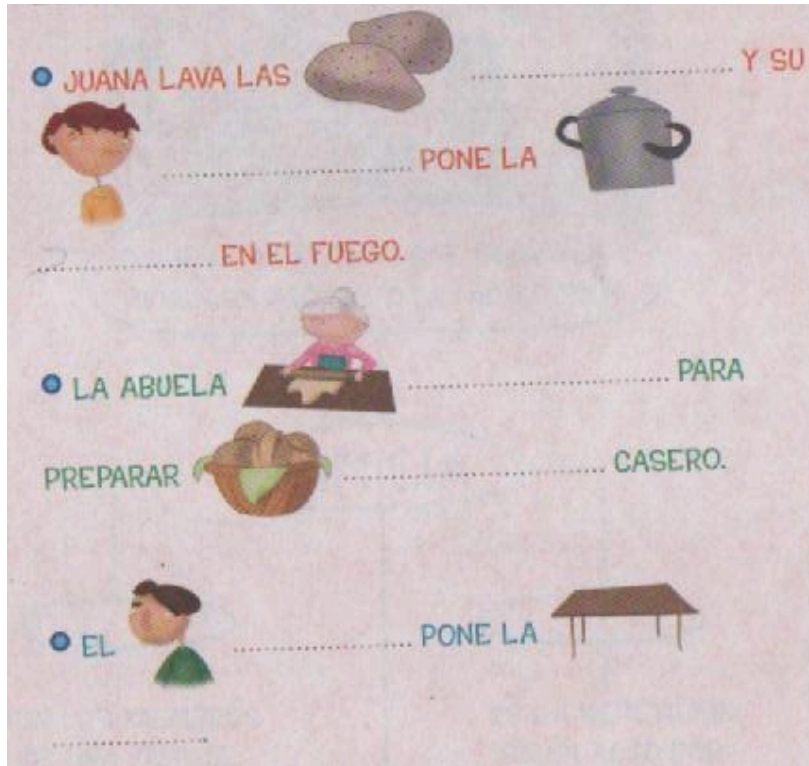 JUANA LAVA LAS ........................ Y SU
........................ PONE LA
................ EN EL FUEGO.
LA ABUELA ........................ PARA
PREPARAR ........................ CASERO.
EL ................ PONE LA
................